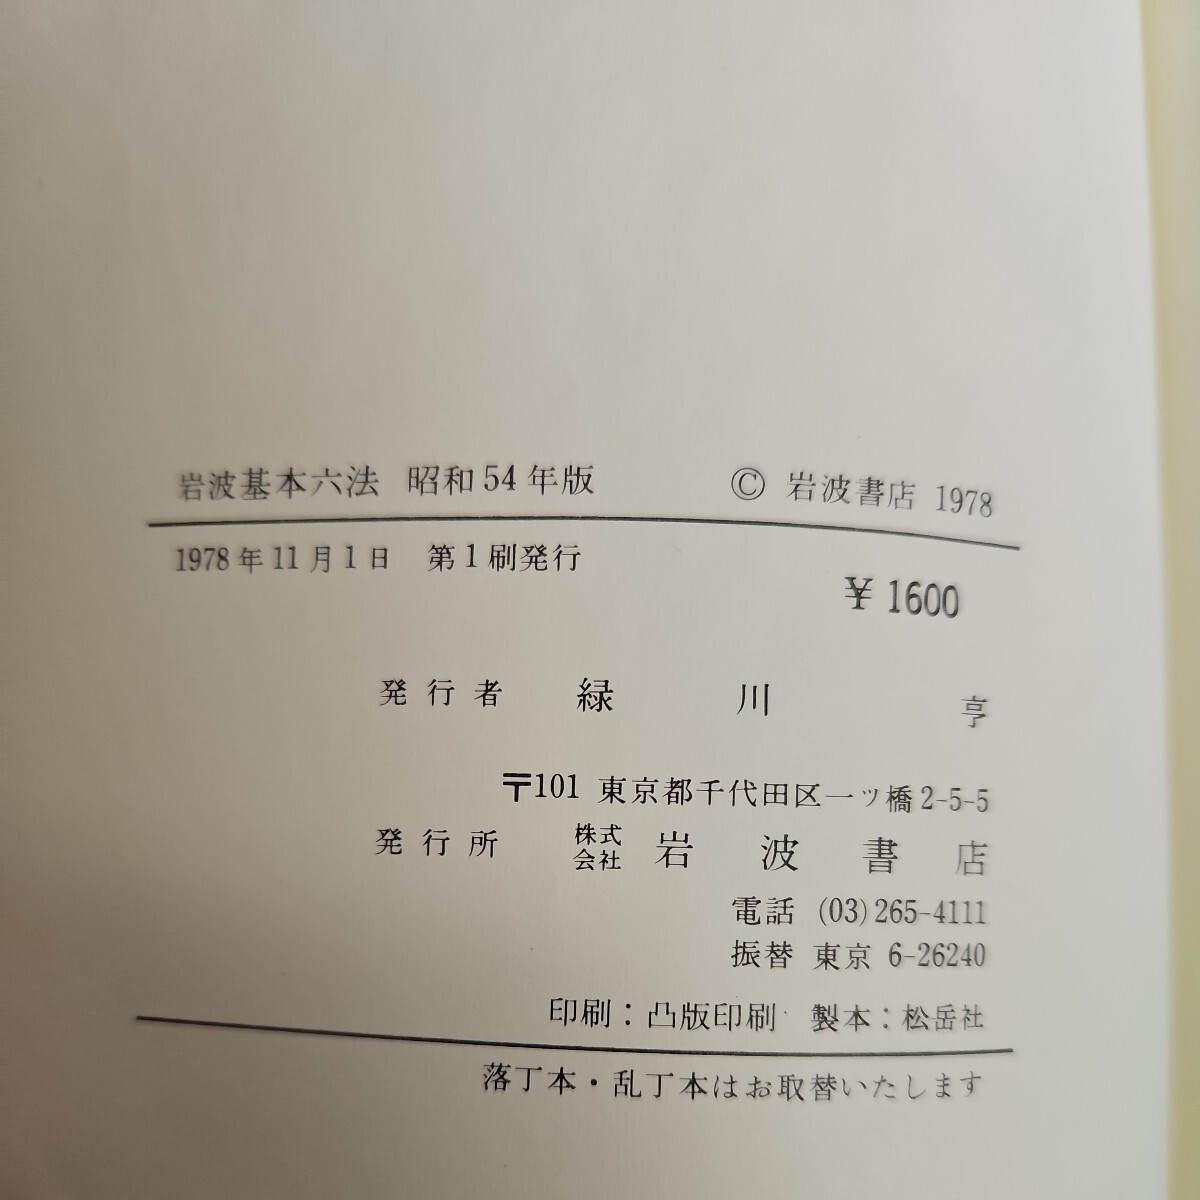 岩波基本六法 昭和54年版 © 岩波書店 1978
1978年11月1日 第1刷発行
¥1600
発行者 緑川亨
〒101 東京都千代田区一ツ橋2-5-5
発行所 株式会社 岩波書店
電話 (03)265-4111
振替 東京 6-26240
印刷：凸版印刷 製本：松岳社
落丁本・乱丁本はお取替いたします